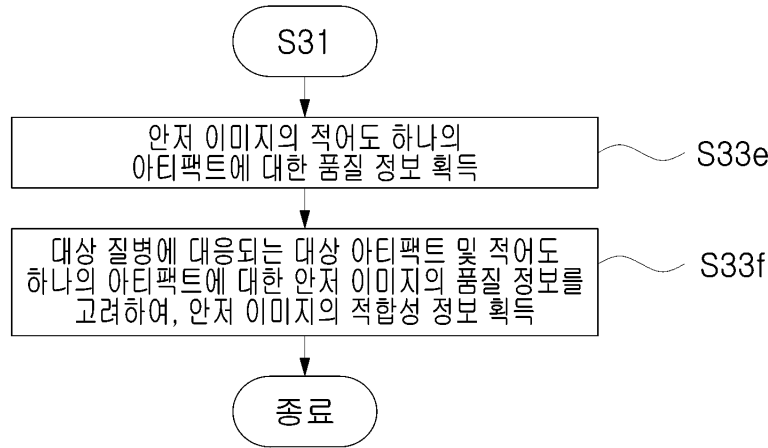 S31
안저 이미지의 적어도 하나의
아티팩트에 대한 품질 정보 획득
S33e
대상 질병에 대응되는 대상 아티팩트 및 적어도
하나의 아티팩트에 대한 안저 이미지의 품질 정보를
고려하여, 안저 이미지의 적합성 정보 획득
S33f
종료